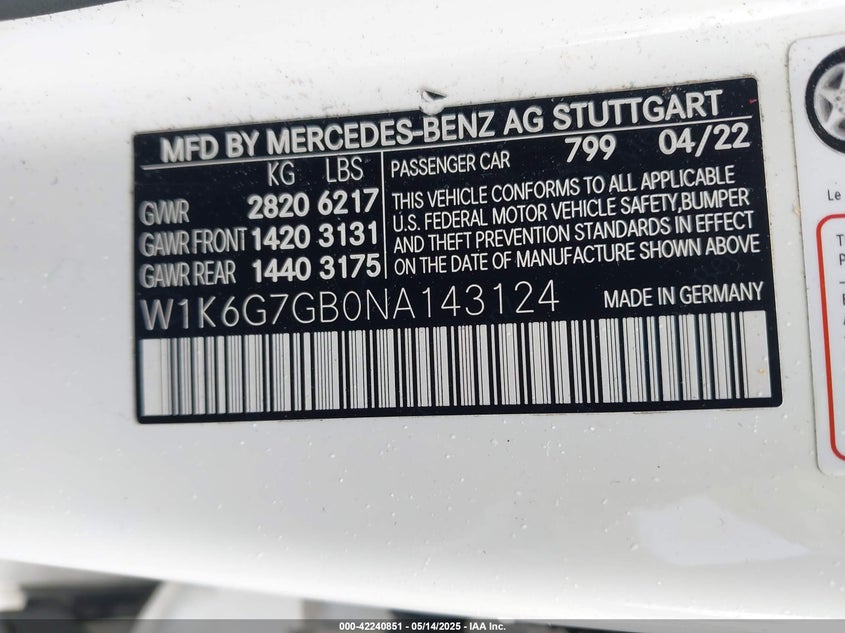 MFD BY MERCEDES-BENZ AG STUTTGART
KG LBS
GVWR 2820 6217
GAWR FRONT 1420 3131
GAWR REAR 1440 3175
PASSENGER CAR 799 04/22
THIS VEHICLE CONFORMS TO ALL APPLICABLE
U.S. FEDERAL MOTOR VEHICLE SAFETY,BUMPER
AND THEFT PREVENTION STANDARDS IN EFFECT
ON THE DATE OF MANUFACTURE SHOWN ABOVE
W1K6G7GB0NA143124 MADE IN GERMANY
Le
000-42240851 - 05/14/2025 - IAA Inc.